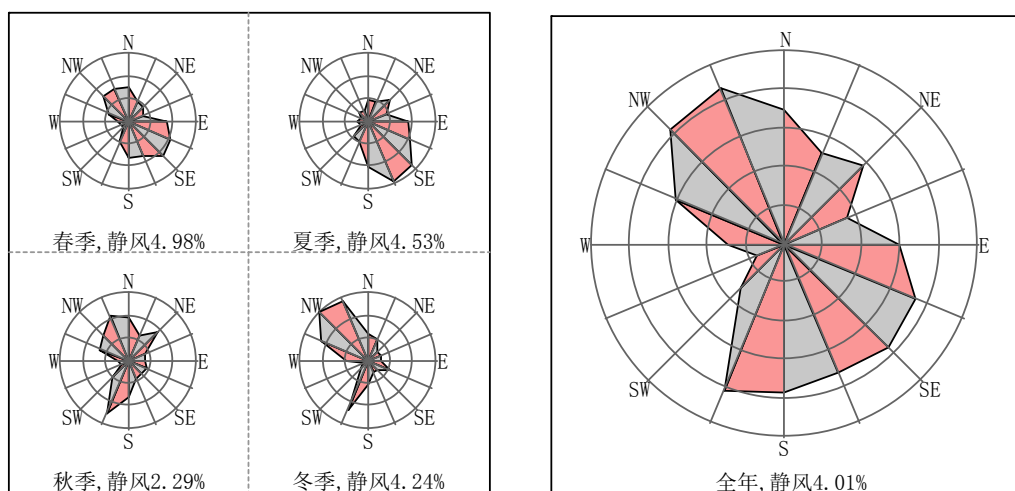 N
NW NE
W E
SW SE
S
春季,静风4.98%
N
NW NE
W E
SW SE
S
夏季,静风4.53%
N
NW NE
W E
SW SE
S
秋季,静风2.29%
N
NW NE
W E
SW SE
S
冬季,静风4.24%
N
NW NE
W E
SW SE
S
全年,静风4.01%